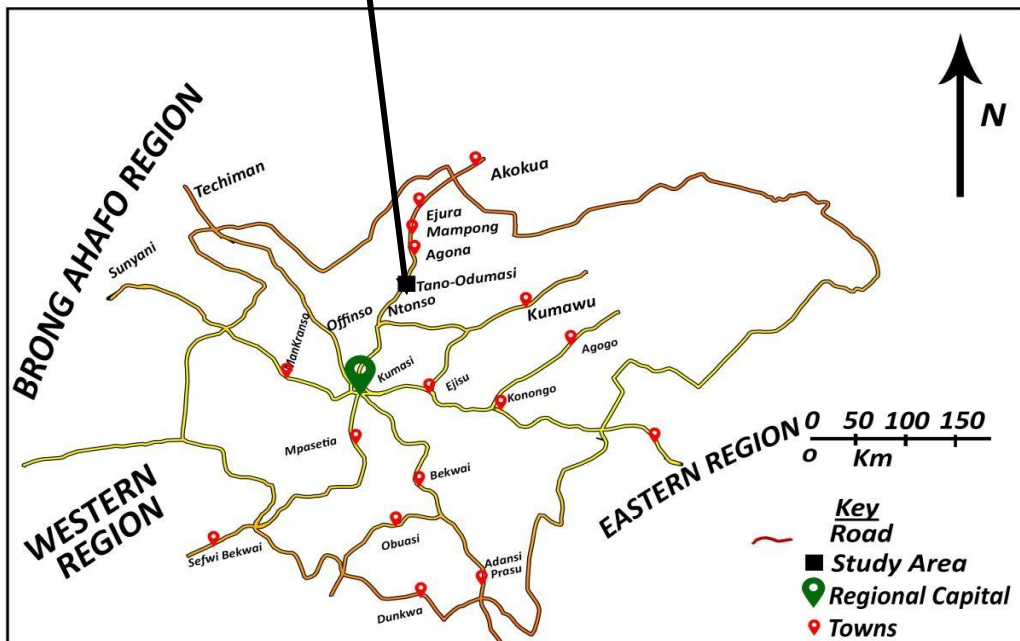 N
BRONG AHAFO REGION
Techiman
Akokua
Ejura
Mampong
Agona
Sunyani
Tano-Odumasi
Offinso
Ntonso
Kumawu
ManKranso
Kumasi
Agogo
Ejisu
Konongo
Mpasetia
Bekwai
EASTERN REGION
0 50 100 150
o Km
WESTERN
REGION
Sefwi Bekwai
Obuasi
Adansi
Prasu
Dunkwa
Key
Road
Study Area
Regional Capital
Towns